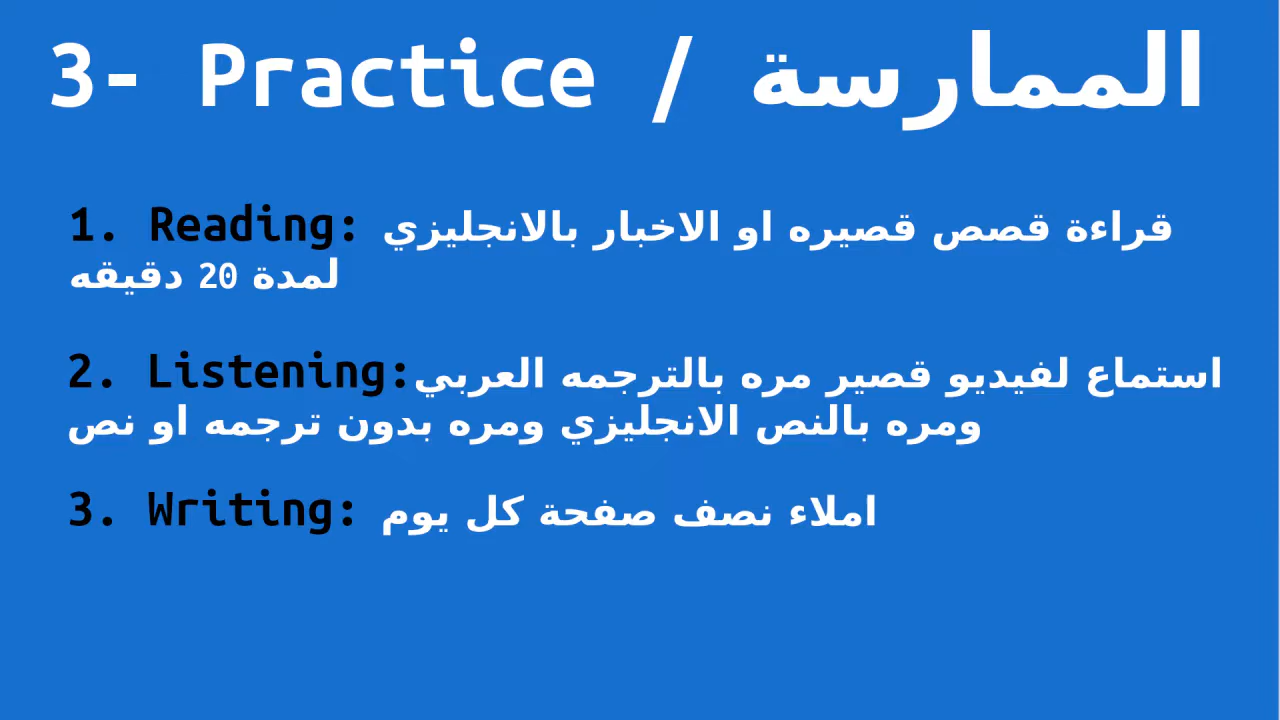 3- Practice / الممارسة
1. Reading: قراءة قصص قصيره او الاخبار بالانجليزي
لمدة 20 دقيقه
2. Listening:استماع لفيديو قصير مره بالترجمه العربي
ومره بالنص الانجليزي ومره بدون ترجمه او نص
3. Writing: املاء نصف صفحة كل يوم